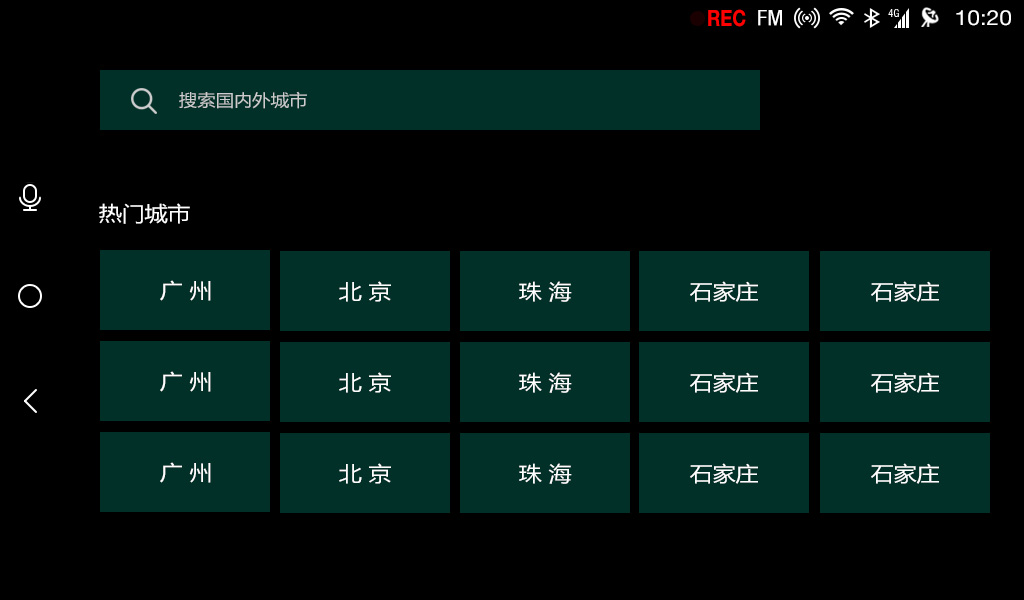 REC FM 4G 10:20
搜索国内外城市
热门城市
广 州 北 京 珠 海 石家庄 石家庄
广 州 北 京 珠 海 石家庄 石家庄
广 州 北 京 珠 海 石家庄 石家庄